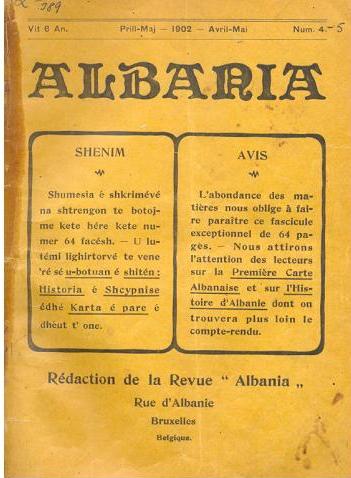 389
Vit 6 An. Prill-Maj — 1902 — Avril-Mai Num. 4.-5
ALBANIA
SHENIM
Shumesia é shkrimévé
na shtrengon te botoj-
me kete hére kete nu-
mer 64 facésh. — U lu-
témi lighirtorvé te vene
're sé u-botuan é shitén:
Historia é Shcypnise
édhé Karta é pare é
dhèut t' one.
AVIS
L'abondance des ma-
tières nous oblige à fai-
re paraître ce fascicule
exceptionnel de 64 pa-
ges. — Nous attirons
l'attention des lecteurs
sur la Première Carte
Albanaise et sur l'His-
toire d'Albanie dont on
trouvera plus loin le
compte-rendu.
Rédaction de la Revue “ Albania „
Rue d'Albanie
Bruxelles
Belgique.